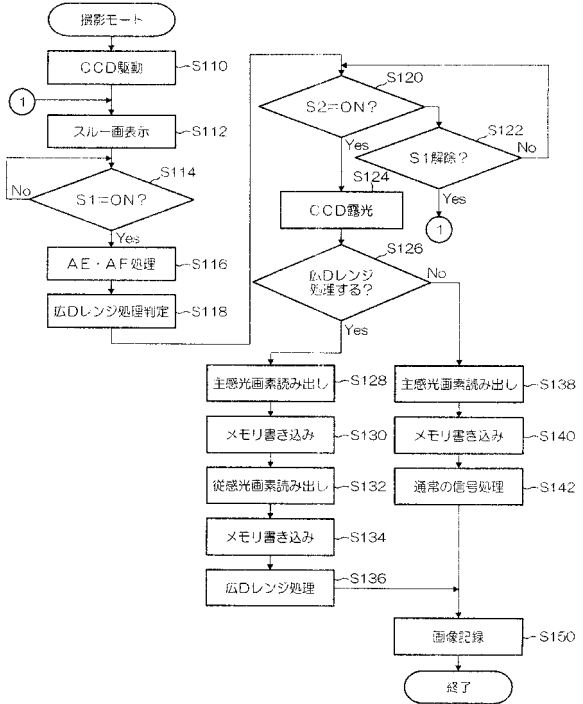 撮影モード
CCD駆動
S110
1
スルー画表示
S112
S114
S1=ON?
No
Yes
AE・AF処理
S116
広Dレンジ処理判定
S118
S120
S2=ON?
Yes
S122
S1解除?
No
Yes
1
S124
CCD露光
S126
広Dレンジ
処理する?
No
Yes
主感光画素読み出し
S128
メモリ書き込み
S130
従感光画素読み出し
S132
メモリ書き込み
S134
広Dレンジ処理
S136
主感光画素読み出し
S138
メモリ書き込み
S140
通常の信号処理
S142
画像記録
S150
終了